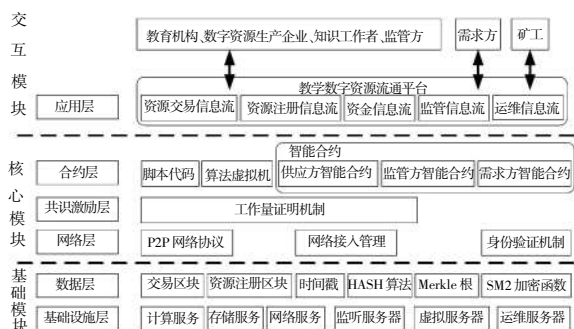 交互模块
教育机构、数字资源生产企业、知识工作者、监管方 需求方 矿工
教学数字资源流通平台
应用层 资源交易信息流 资源注册信息流 资金信息流 监管信息流 运维信息流
核心模块
智能合约
合约层 脚本代码 算法虚拟机 供应方智能合约 监管方智能合约 需求方智能合约
共识激励层 工作量证明机制
网络层 P2P 网络协议 网络接入管理 身份验证机制
基础模块
数据层 交易区块 资源注册区块 时间戳 HASH 算法 Merkle 根 SM2 加密函数
基础设施层 计算服务 存储服务 网络服务 监听服务器 虚拟服务器 运维服务器